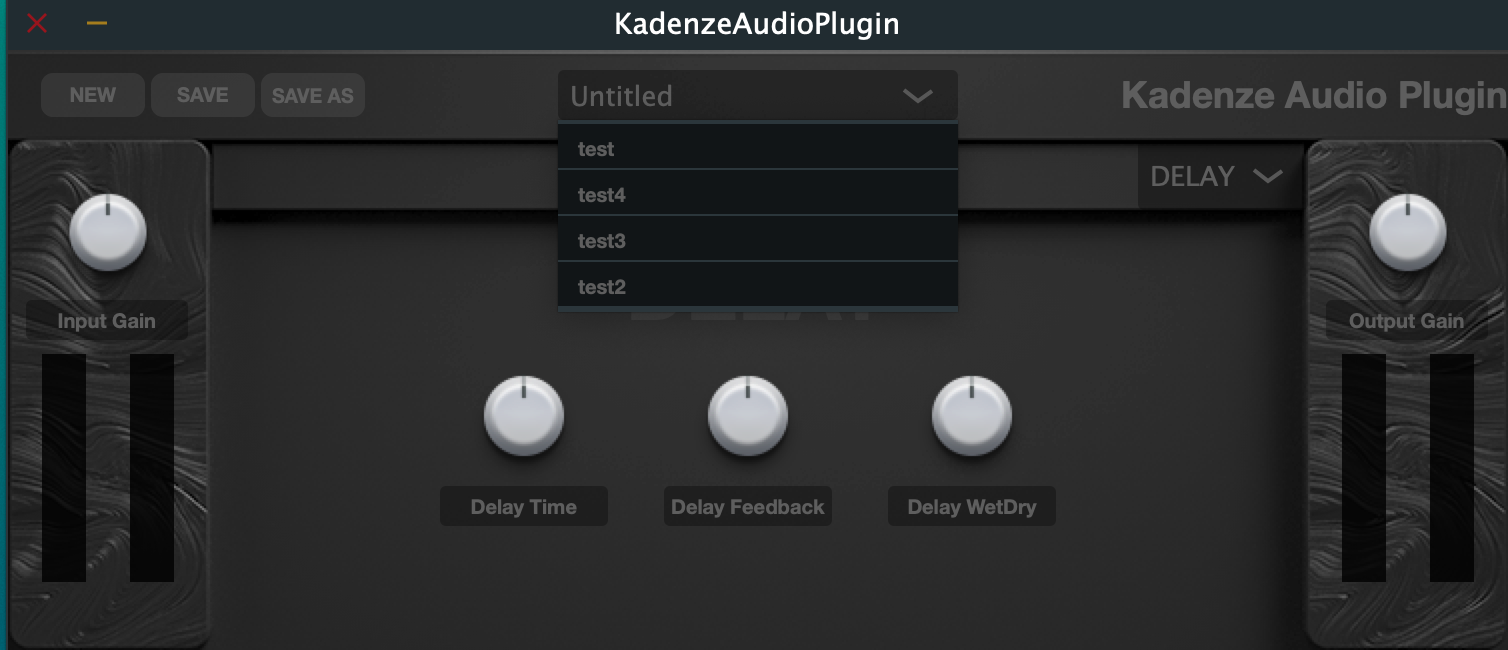 KadenzeAudioPlugin
NEW
SAVE
SAVE AS
Untitled
Kadenze Audio Plugin
test
test4
test3
test2
DELAY
DELAY
Input Gain
Output Gain
Delay Time
Delay Feedback
Delay WetDry